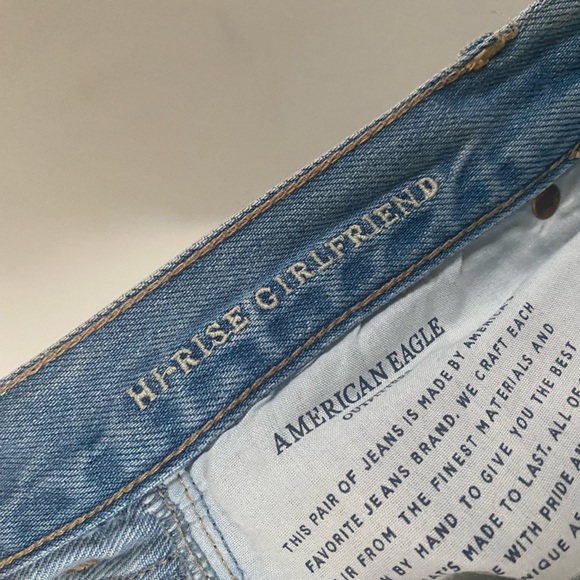 HI-RISE GIRLFRIEND
AMERICAN EAGLE
THIS PAIR OF JEANS IS MADE BY
FAVORITE JEANS BRAND. WE CRAFT EACH
FROM THE FINEST MATERIALS AND
BY HAND TO GIVE YOU THE BEST
MADE TO LAST. ALL OF
WITH PRIDE AN